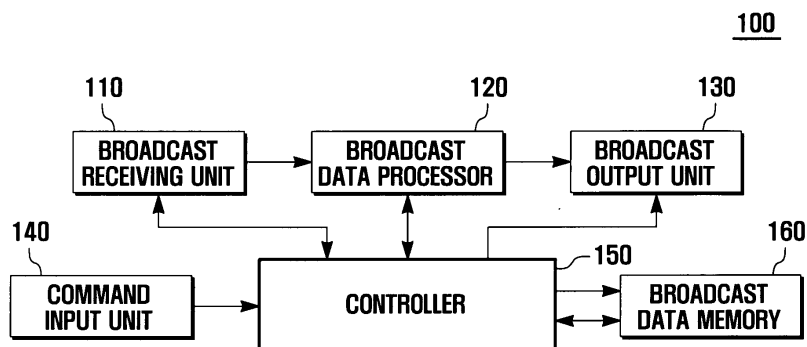 100
110
120
130
BROADCAST
RECEIVING UNIT
BROADCAST
DATA PROCESSOR
BROADCAST
OUTPUT UNIT
140
150
160
COMMAND
INPUT UNIT
CONTROLLER
BROADCAST
DATA MEMORY